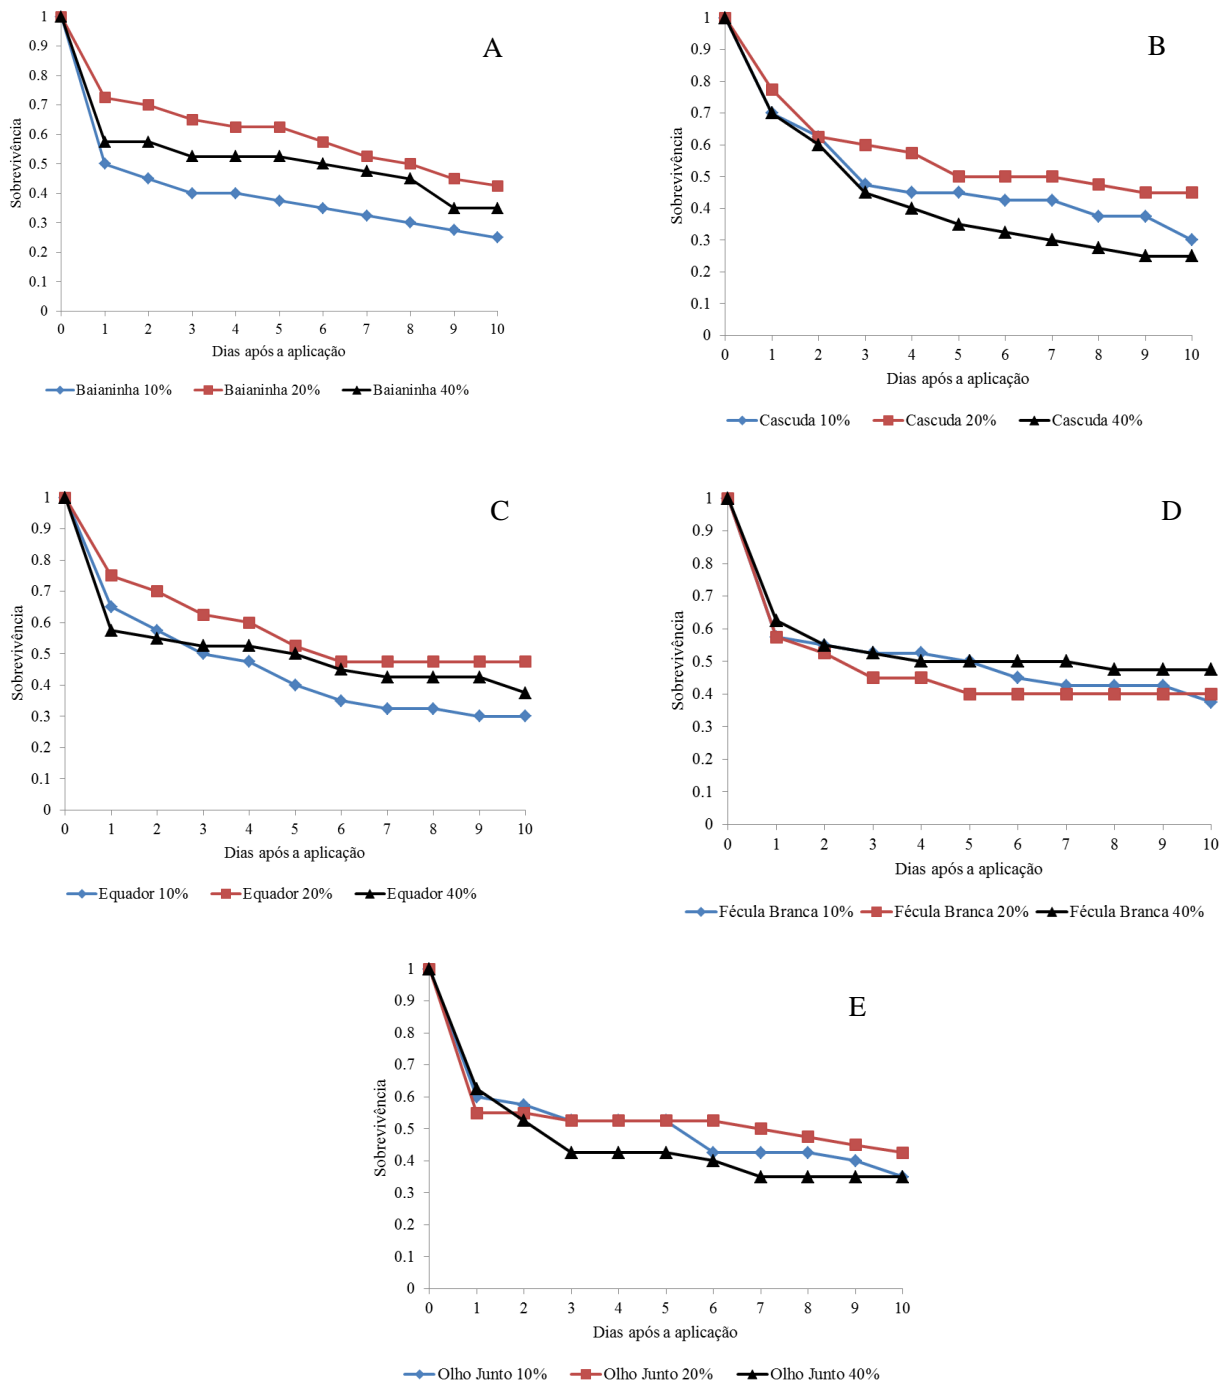 A
1
0.9
0.8
0.7
0.6
0.5
0.4
0.3
0.2
0.1
0
Sobrevivência
0 1 2 3 4 5 6 7 8 9 10
Dias após a aplicação
Baianinha 10% Baianinha 20% Baianinha 40%
B
1
0.9
0.8
0.7
0.6
0.5
0.4
0.3
0.2
0.1
0
Sobrevivência
0 1 2 3 4 5 6 7 8 9 10
Dias após a aplicação
Cascuda 10% Cascuda 20% Cascuda 40%
C
1
0.9
0.8
0.7
0.6
0.5
0.4
0.3
0.2
0.1
0
Sobrevivência
0 1 2 3 4 5 6 7 8 9 10
Dias após a aplicação
Equador 10% Equador 20% Equador 40%
D
1
0.9
0.8
0.7
0.6
0.5
0.4
0.3
0.2
0.1
0
Sobrevivência
0 1 2 3 4 5 6 7 8 9 10
Dias após a aplicação
Fécula Branca 10% Fécula Branca 20% Fécula Branca 40%
E
1
0.9
0.8
0.7
0.6
0.5
0.4
0.3
0.2
0.1
0
Sobrevivência
0 1 2 3 4 5 6 7 8 9 10
Dias após a aplicação
Olho Junto 10% Olho Junto 20% Olho Junto 40%